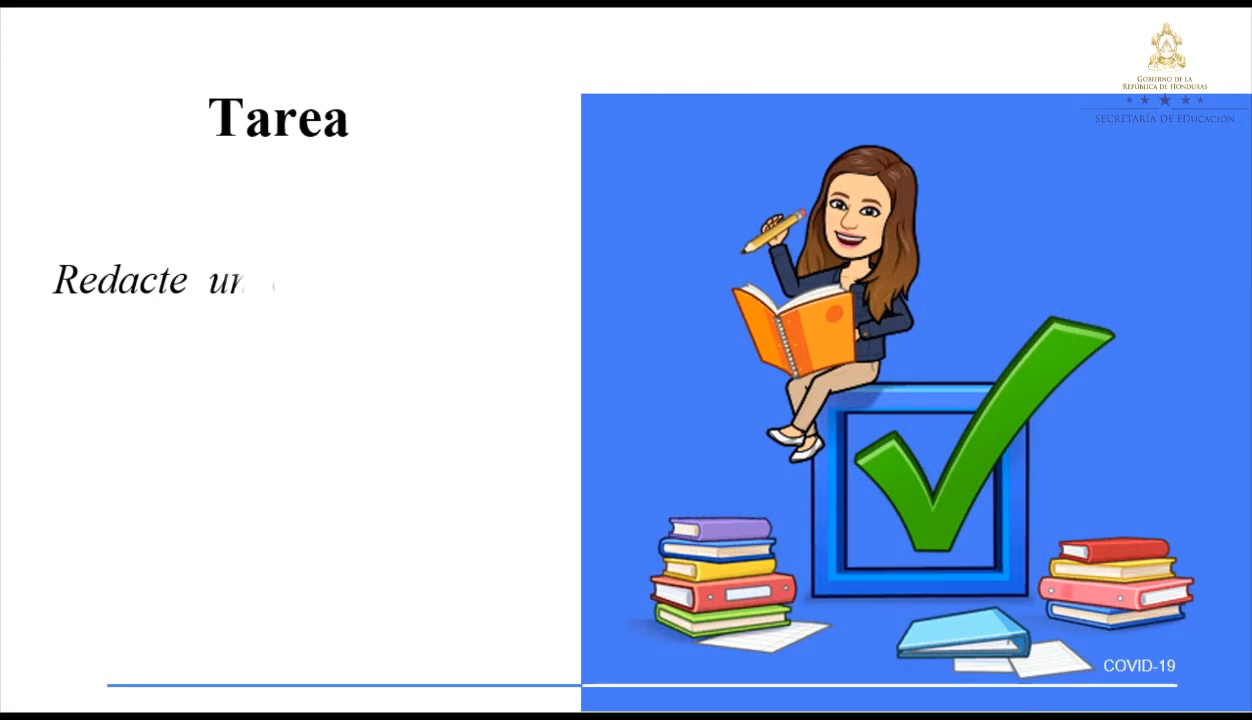 Tarea
Redacte un
GOBIERNO DE LA
REPÚBLICA DE HONDURAS
SECRETARÍA DE EDUCACIÓN
COVID-19